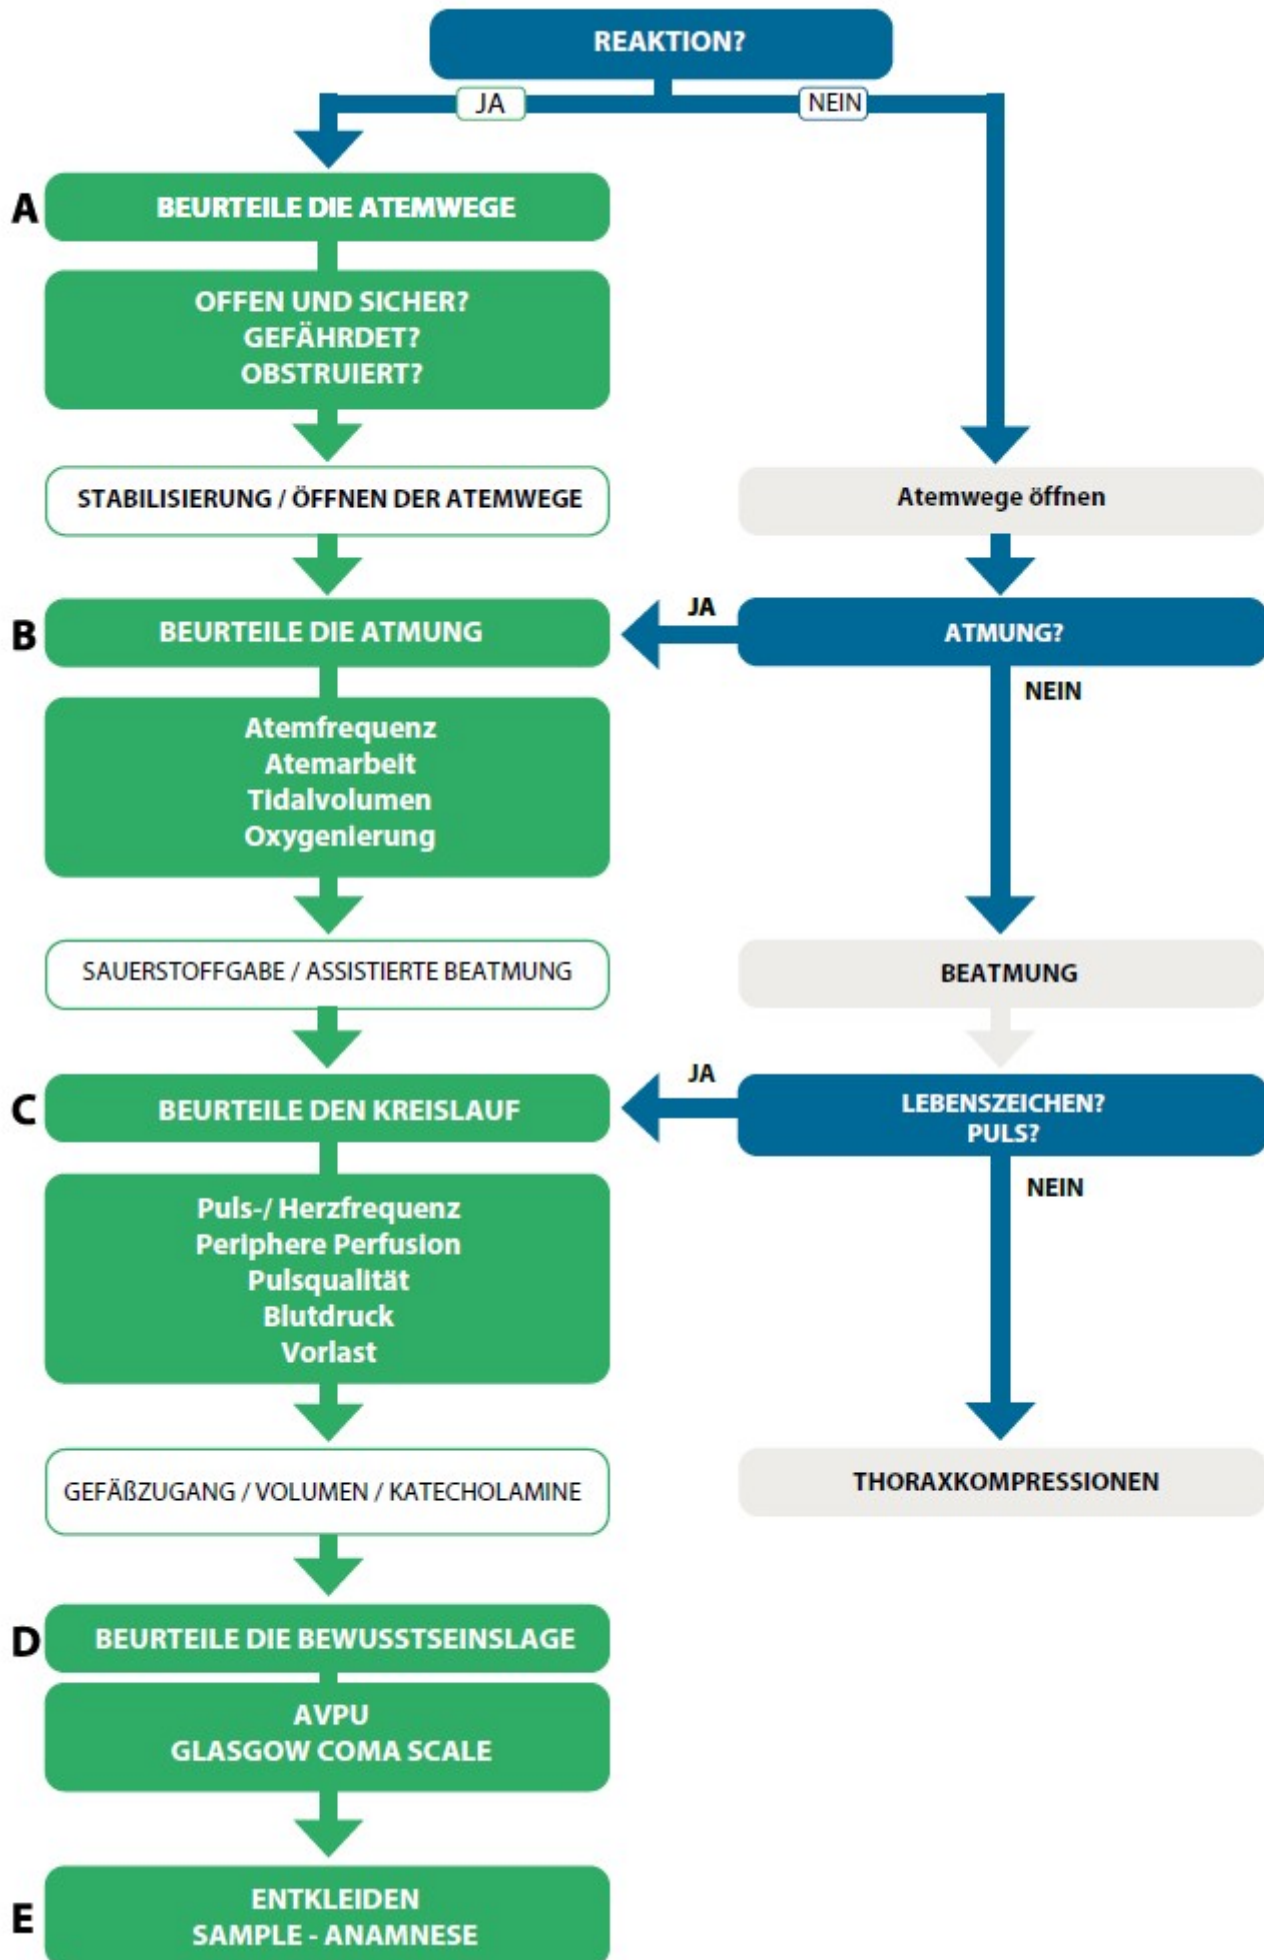 REAKTION?
JA
NEIN
A
BEURTEILE DIE ATEMWEGE
OFFEN UND SICHER?
GEFÄHRDET?
OBSTRUIERT?
STABILISIERUNG / ÖFFNEN DER ATEMWEGE
Atemwege öffnen
B
BEURTEILE DIE ATMUNG
JA
ATMUNG?
NEIN
Atemfrequenz
Atemarbeit
Tidalvolumen
Oxygenierung
SAUERSTOFFGABE / ASSISTIERTE BEATMUNG
BEATMUNG
C
BEURTEILE DEN KREISLAUF
JA
LEBENSZEICHEN?
PULS?
NEIN
Puls-/ Herzfrequenz
Periphere Perfusion
Pulsqualität
Blutdruck
Vorlast
GEFÄßZUGANG / VOLUMEN / KATECHOLAMINE
THORAXKOMPRESSIONEN
D
BEURTEILE DIE BEWUSSTSEINSLAGE
AVPU
GLASGOW COMA SCALE
E
ENTKLEIDEN
SAMPLE - ANAMNESE